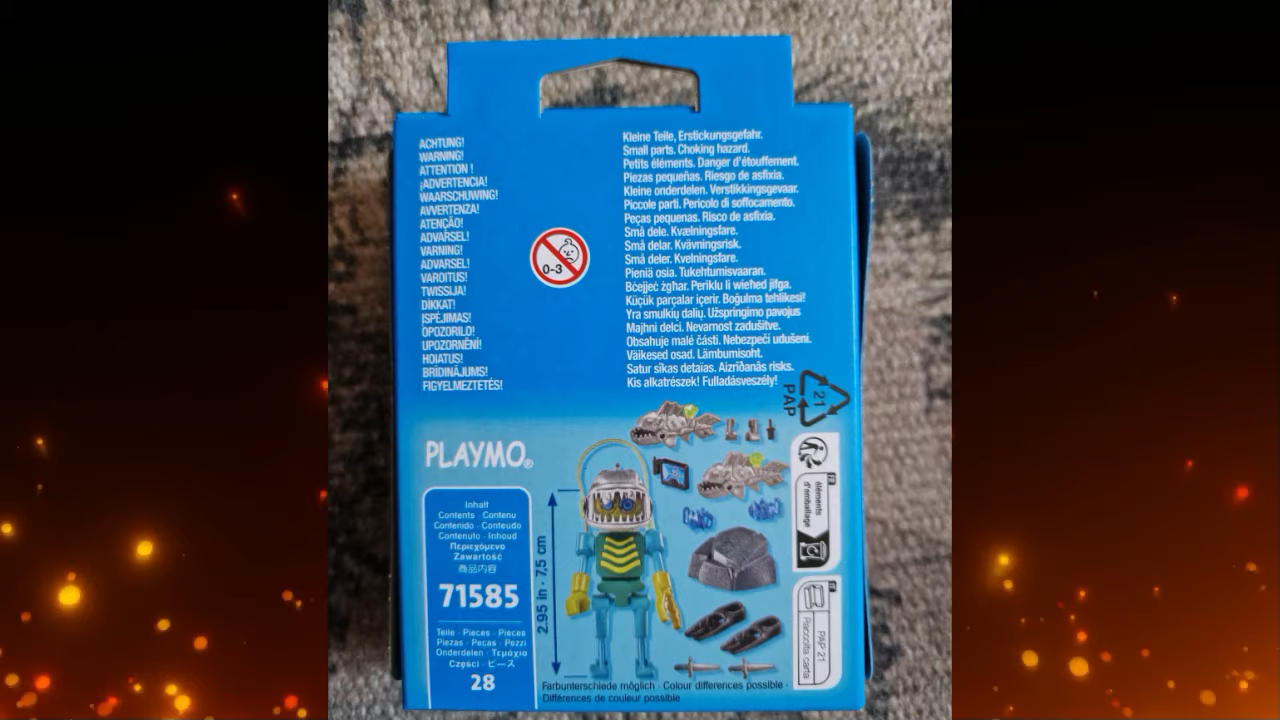 ACHTUNG!
WARNING!
ATTENTION !
¡ADVERTENCIA!
WAARSCHUWING!
AVVERTENZA!
ATENÇÃO!
ADVARSEL!
VARNING!
ADVARSEL!
VAROITUS!
TWISSIJA!
DİKKAT!
ĮSPĖJIMAS!
OPOZORILO!
UPOZORNĚNÍ!
HOIATUS!
BRĪDINĀJUMS!
FIGYELMEZTETÉS!
0-3
Kleine Teile, Erstickungsgefahr.
Small parts. Choking hazard.
Petits éléments. Danger d'étouffement.
Piezas pequeñas. Riesgo de asfixia.
Kleine onderdelen. Verstikkingsgevaar.
Piccole parti. Pericolo di soffocamento.
Peças pequenas. Risco de asfixia.
Små dele. Kvælningsfare.
Små delar. Kvävningsrisk.
Små deler. Kvelningsfare.
Pieniä osia. Tukehtumisvaaran.
Bċejjeċ żgħar. Periklu li wieħed jifga.
Küçük parçalar içerir. Boğulma tehlikesi!
Yra smulkių dalių. Užspringimo pavojus
Majhni delci. Nevarnost zadušitve.
Obsahuje malé části. Nebezpečí udušení.
Väikesed osad. Lämbumisoht.
Satur sīkas detaļas. Aizrīšanās risks.
Kis alkatrészek! Fulladásveszély!
21
PAP
PLAYMO®
Inhalt
Contents · Contenu
Contenido · Conteúdo
Contenuto · Inhoud
Περιεχόμενο
Zawartość
商品内容
71585
Teile · Pieces · Pièces
Piezas · Peças · Pezzi
Onderdelen · Τεμάχια
Części · ピース
28
2.95 in · 7,5 cm
FR
éléments
d'emballage
IT
PAP 21
Raccolta carta
Farbunterschiede möglich · Colour differences possible ·
Différences de couleur possible